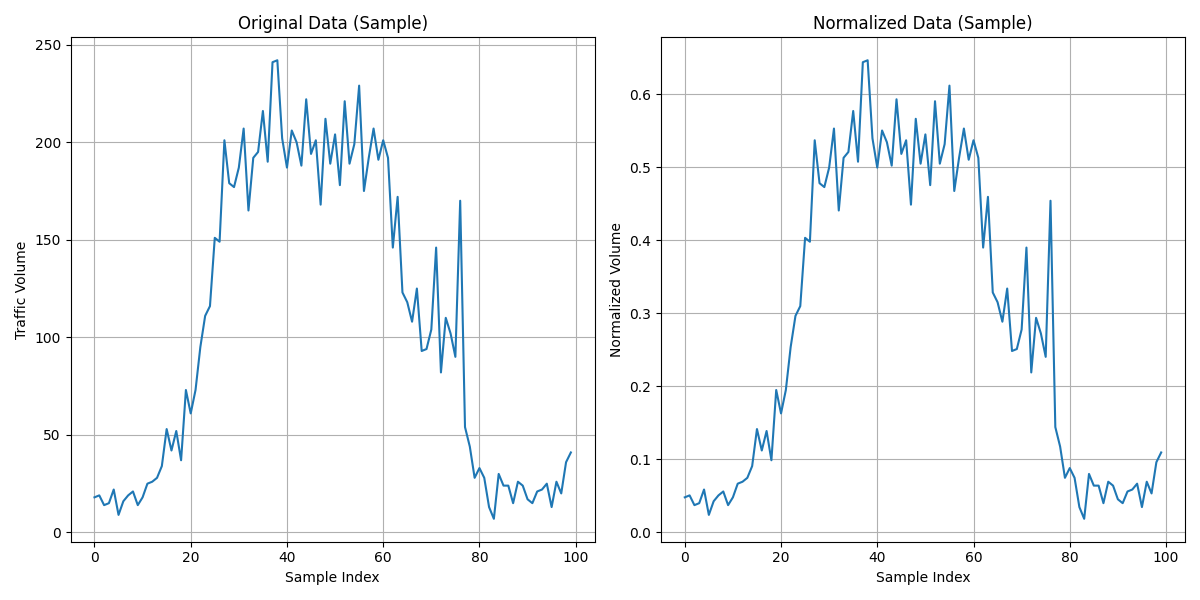 Original Data (Sample)
250
200
150
100
50
0
Traffic Volume
0 20 40 60 80 100
Sample Index
Normalized Data (Sample)
0.6
0.5
0.4
0.3
0.2
0.1
0.0
Normalized Volume
0 20 40 60 80 100
Sample Index